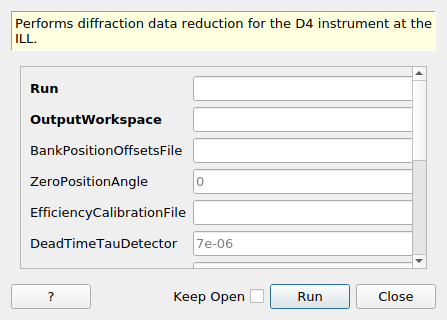 Performs diffraction data reduction for the D4 instrument at the
ILL.
Run
OutputWorkspace
BankPositionOffsetsFile
ZeroPositionAngle 0
EfficiencyCalibrationFile
DeadTimeTauDetector 7e-06
? Keep Open Run Close